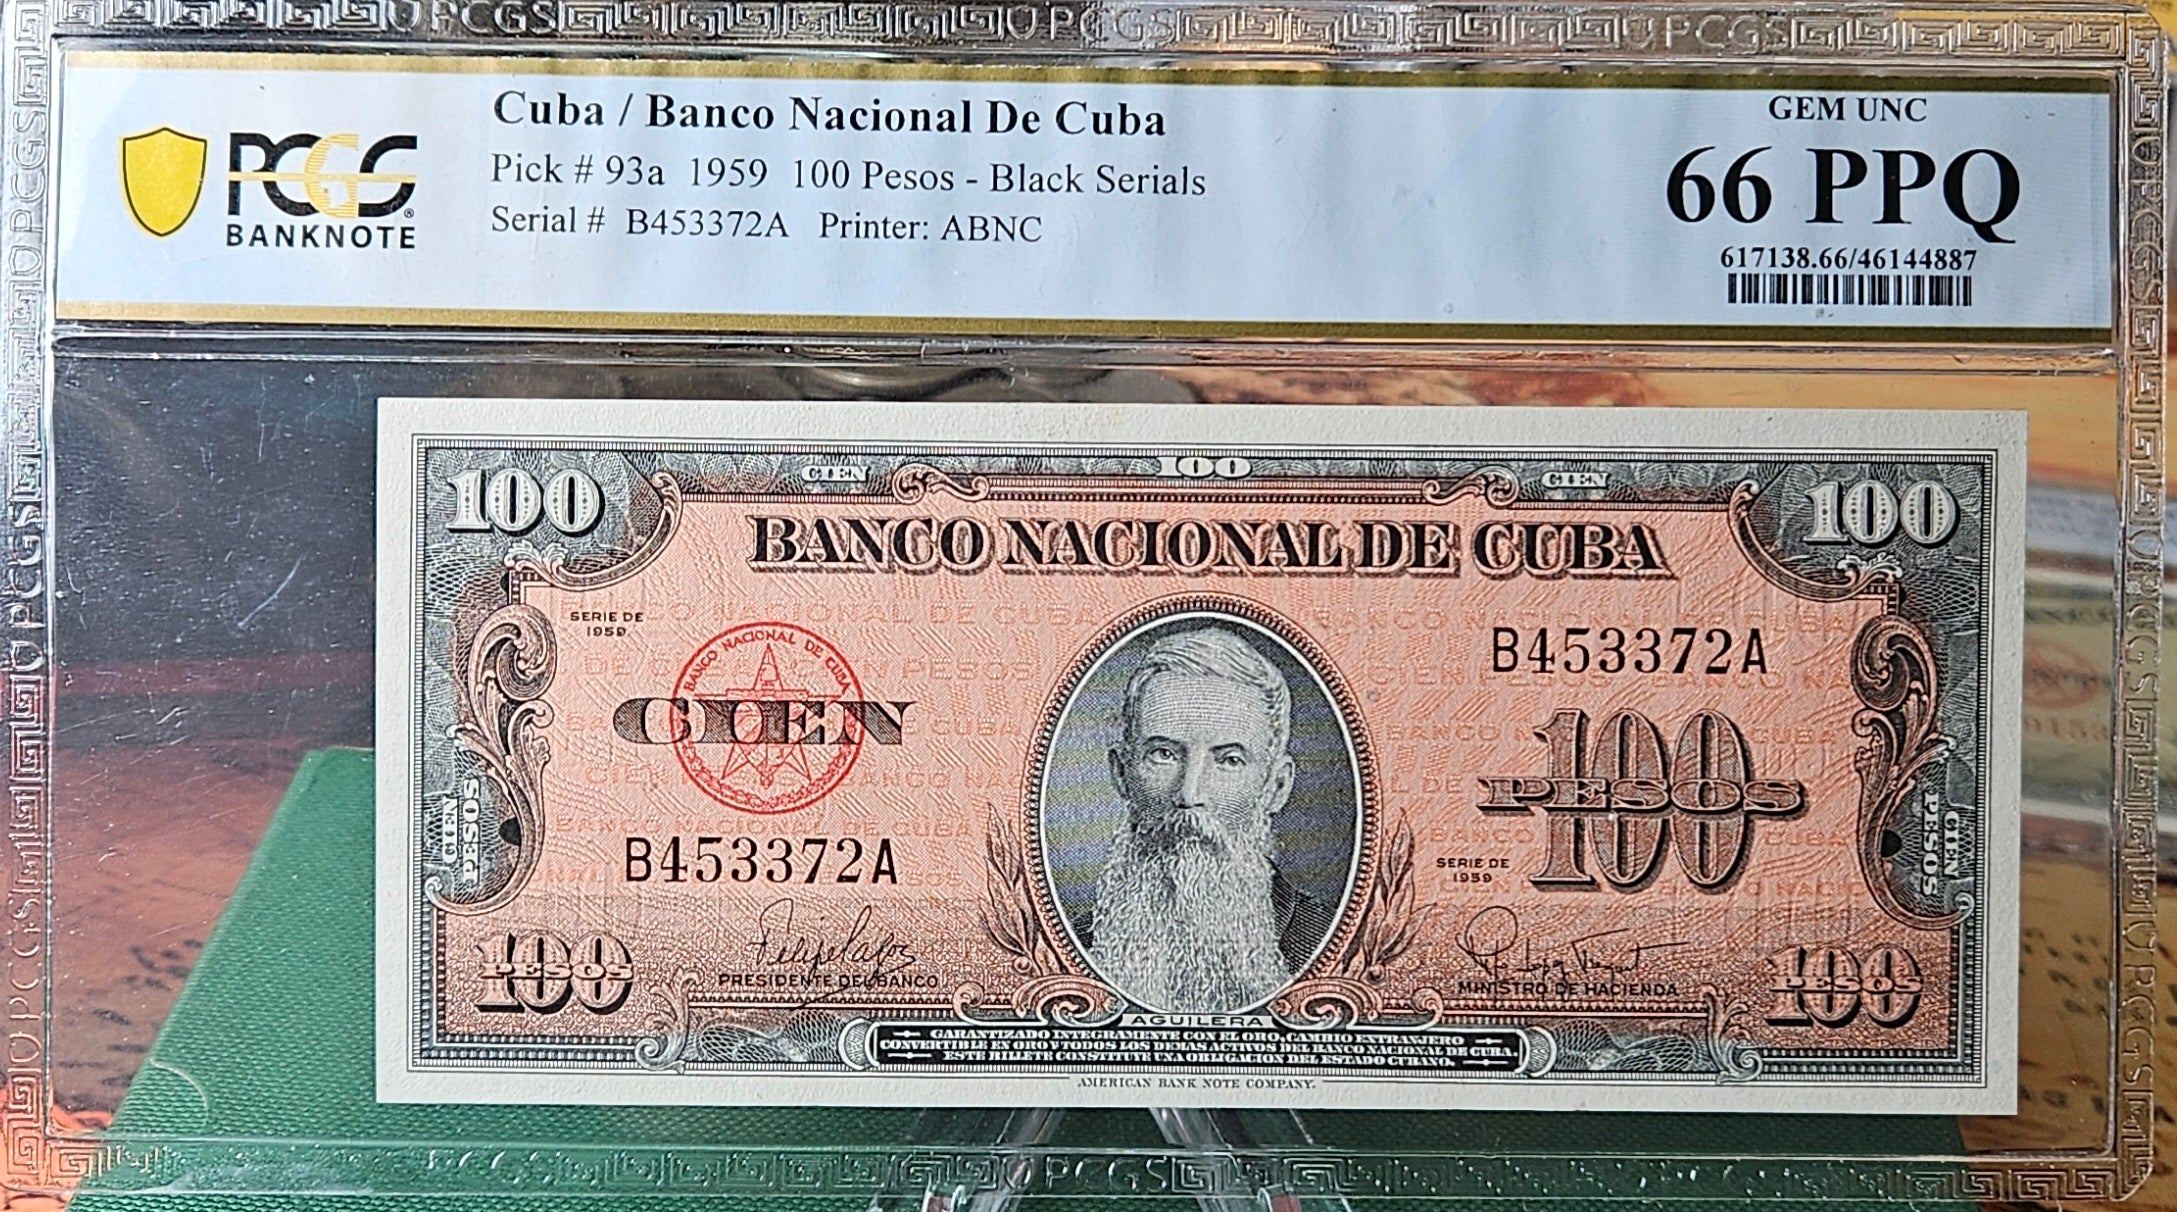 PCGS
BANKNOTE
Cuba / Banco Nacional De Cuba
Pick # 93a 1959 100 Pesos - Black Serials
Serial # B453372A Printer: ABNC
GEM UNC
66 PPQ
617138.66/46144887
100 CIEN 100 CIEN 100
BANCO NACIONAL DE CUBA
SERIE DE
1959
BANCO NACIONAL DE CUBA
B453372A
CIEN
100
PESOS
CIEN
PESOS
CIEN
PESOS
B453372A
SERIE DE
1959
PRESIDENTE DEL BANCO
MINISTRO DE HACIENDA
100
PESOS
100
PESOS
AGUILERA
GARANTIZADO INTEGRAMENTE CON EL ORO, CAMBIO EXTRANJERO
CONVERTIBLE EN ORO Y TODOS LOS DEMAS ACTIVOS DEL BANCO NACIONAL DE CUBA.
ESTE BILLETE CONSTITUYE UNA OBLIGACION DEL ESTADO CUBANO.
AMERICAN BANK NOTE COMPANY.